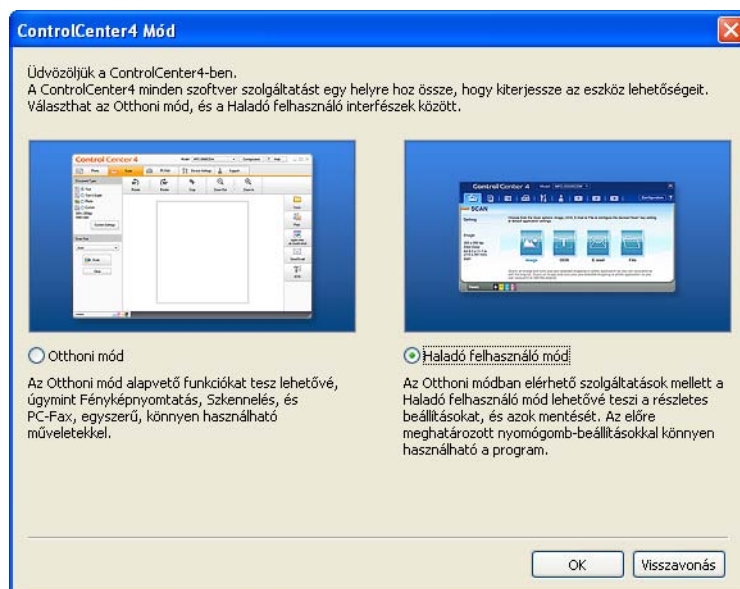 ControlCenter4 Mód
Üdvözöljük a ControlCenter4-ben.
A ControlCenter4 minden szoftver szolgáltatást egy helyre hoz össze, hogy kiterjessze az eszköz lehetőségeit.
Választhat az Otthoni mód, és a Haladó felhasználó interfészek között.
Control Center 4
Control Center 4
SCAN
Image
OCR
E-mail
File
Otthoni mód
Az Otthoni mód alapvető funkciókat tesz lehetővé,
úgymint Fényképnyomtatás, Szkennelés, és
PC-Fax, egyszerű, könnyen használható
műveletekkel.
Haladó felhasználó mód
Az Otthoni módban elérhető szolgáltatások mellett a
Haladó felhasználó mód lehetővé teszi a részletes
beállításokat, és azok mentését. Az előre
meghatározott nyomógomb-beállításokkal könnyen
használható a program.
OK
Visszavonás